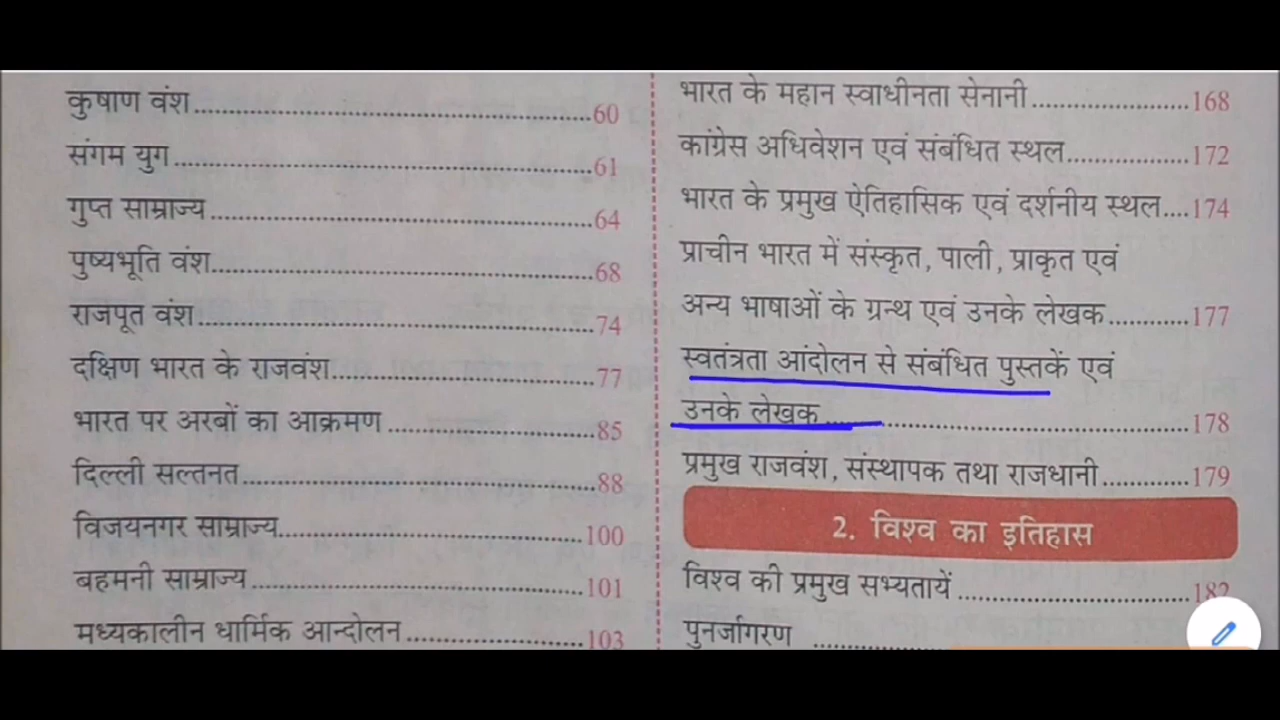 कुषाण वंश..........60
संगम युग..........61
गुप्त साम्राज्य..........64
पुष्यभूति वंश..........68
राजपूत वंश..........74
दक्षिण भारत के राजवंश..........77
भारत पर अरबों का आक्रमण..........85
दिल्ली सल्तनत..........88
विजयनगर साम्राज्य..........100
बहमनी साम्राज्य..........101
मध्यकालीन धार्मिक आन्दोलन..........103
भारत के महान स्वाधीनता सेनानी..........168
कांग्रेस अधिवेशन एवं संबंधित स्थल..........172
भारत के प्रमुख ऐतिहासिक एवं दर्शनीय स्थल....174
प्राचीन भारत में संस्कृत, पाली, प्राकृत एवं
अन्य भाषाओं के ग्रन्थ एवं उनके लेखक..........177
स्वतंत्रता आंदोलन से संबंधित पुस्तकें एवं
उनके लेखक..........178
प्रमुख राजवंश, संस्थापक तथा राजधानी..........179
2. विश्व का इतिहास
विश्व की प्रमुख सभ्यतायें..........182
पुनर्जागरण ..........